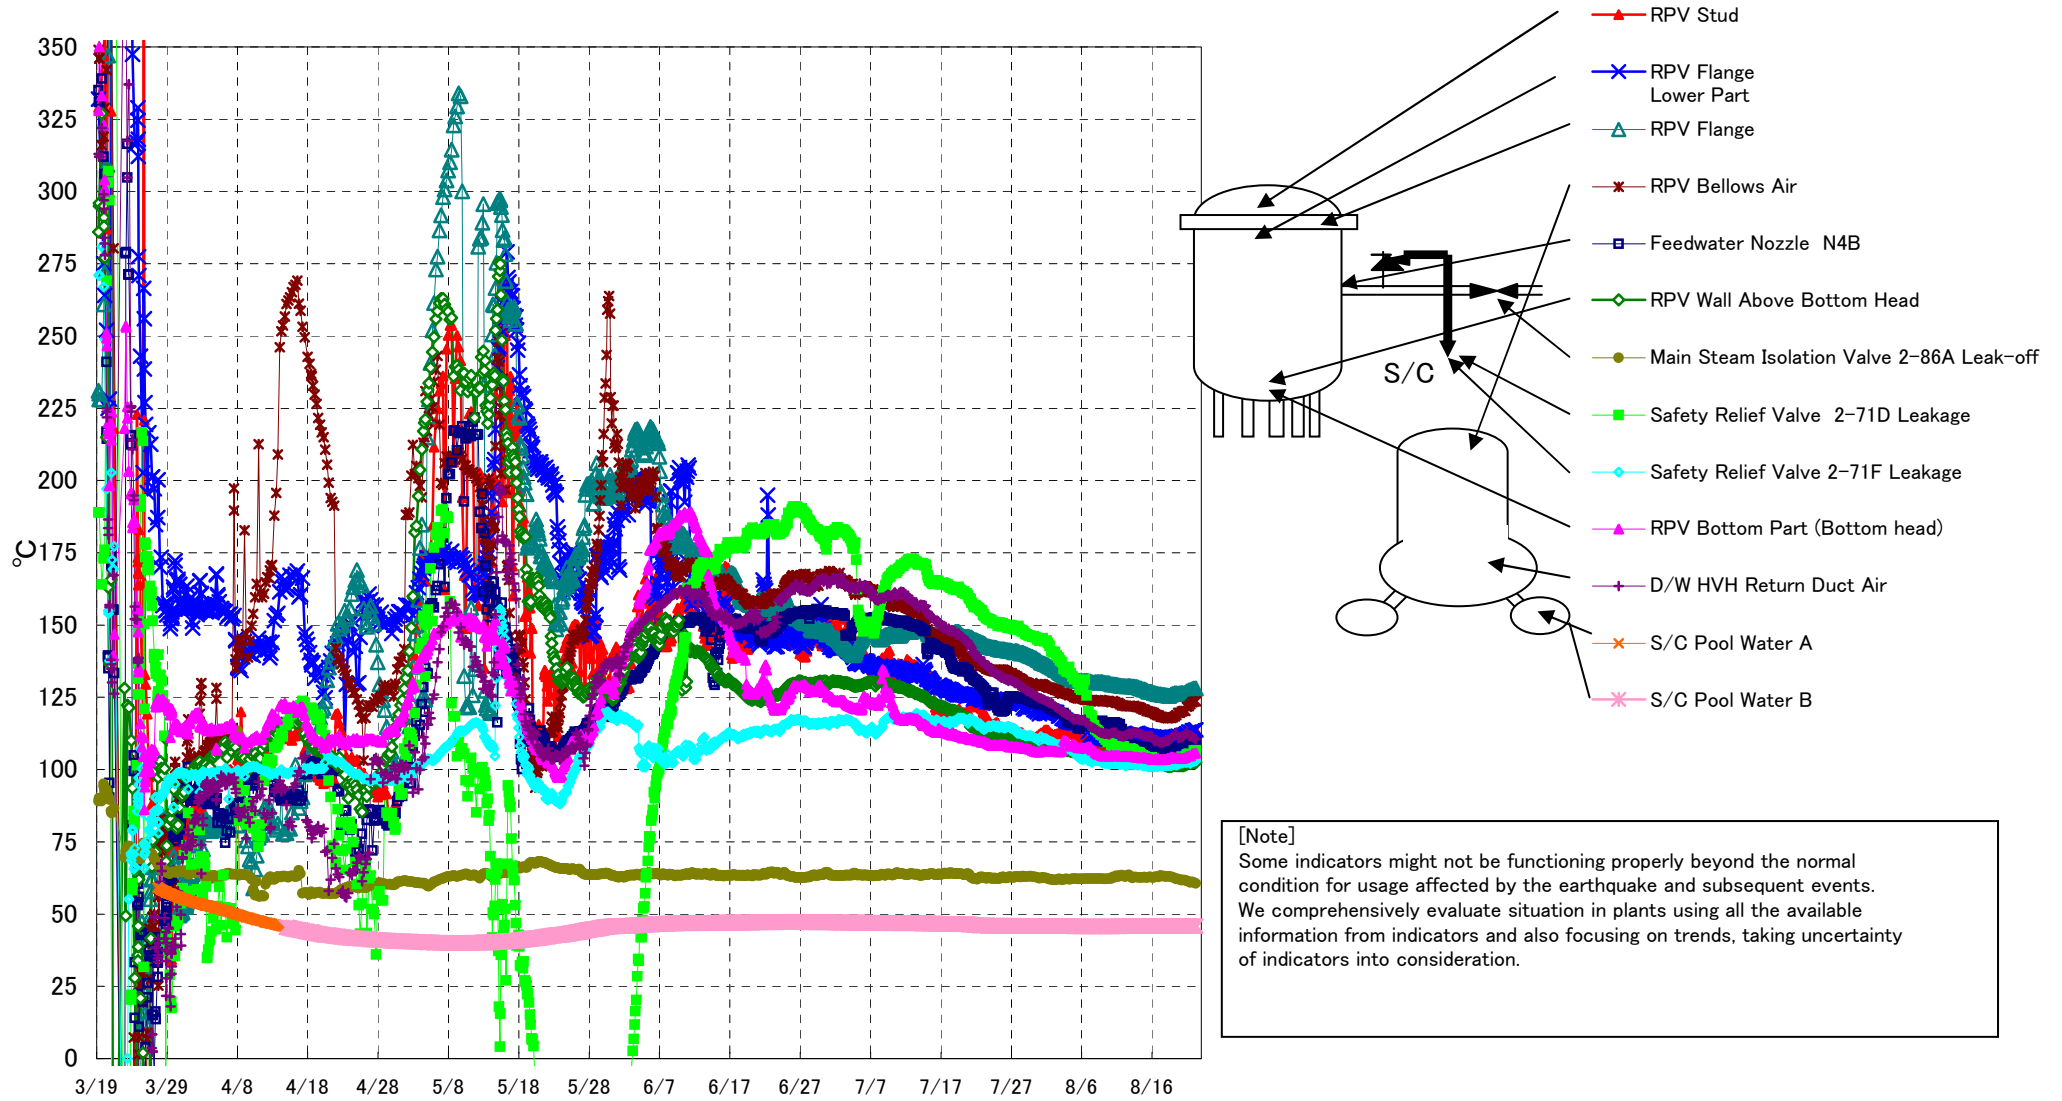 350
325
300
275
250
225
200
175
150
125
100
75
50
25
0
℃
3/19 3/29 4/8 4/18 4/28 5/8 5/18 5/28 6/7 6/17 6/27 7/7 7/17 7/27 8/6 8/16
RPV Stud
RPV Flange
Lower Part
RPV Flange
RPV Bellows Air
Feedwater Nozzle N4B
RPV Wall Above Bottom Head
Main Steam Isolation Valve 2-86A Leak-off
Safety Relief Valve 2-71D Leakage
Safety Relief Valve 2-71F Leakage
RPV Bottom Part (Bottom head)
D/W HVH Return Duct Air
S/C Pool Water A
S/C Pool Water B
S/C
[Note]
Some indicators might not be functioning properly beyond the normal
condition for usage affected by the earthquake and subsequent events.
We comprehensively evaluate situation in plants using all the available
information from indicators and also focusing on trends, taking uncertainty
of indicators into consideration.